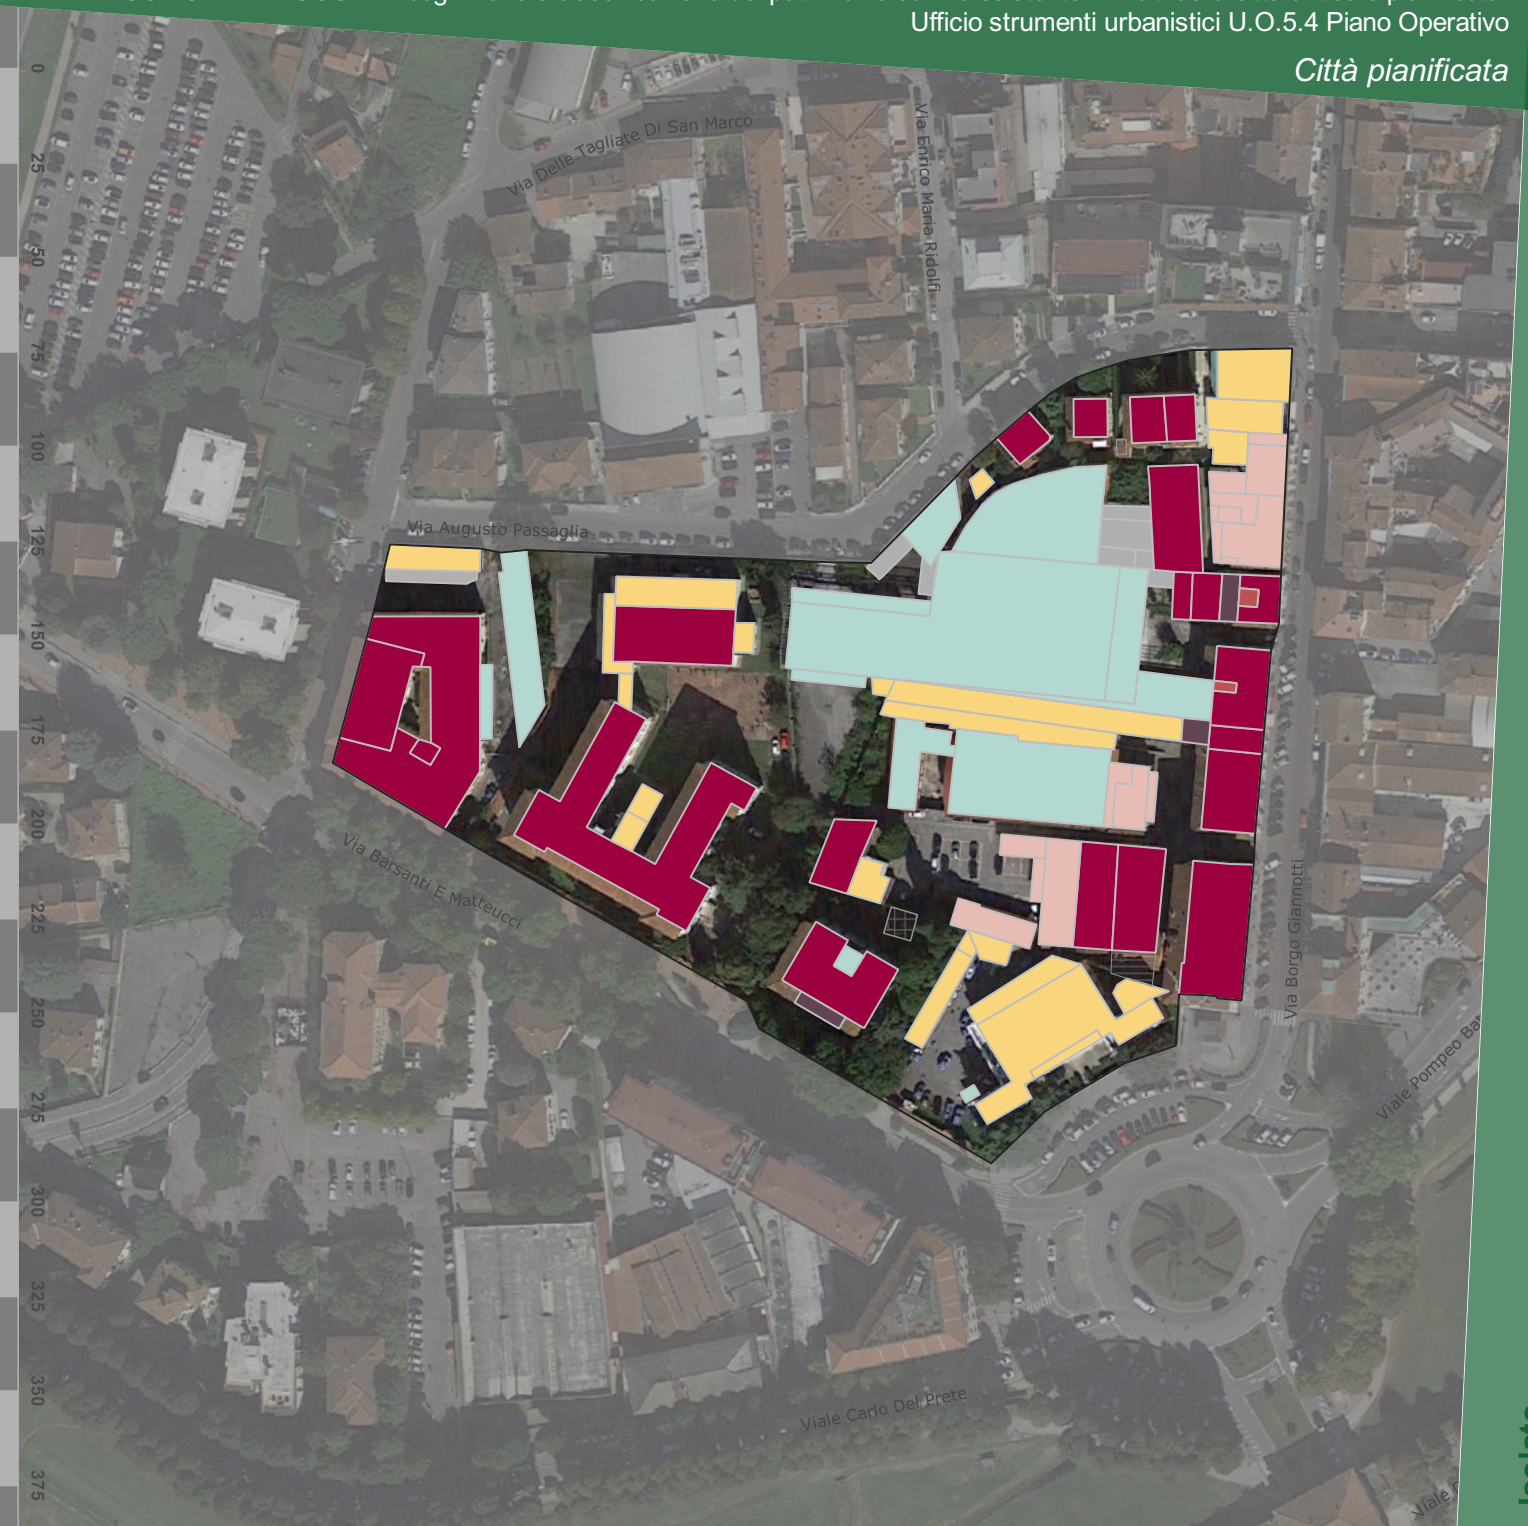 Ufficio strumenti urbanistici U.O.5.4 Piano Operativo
Città pianificata
0
25
50
75
100
125
150
175
200
225
250
275
300
325
350
375
Via Delle Tagliate Di San Marco
Via Enrico Maria Ridolfi
Via Augusto Passaglia
Via Barsanti E Matteucci
Via Borgo Giannotti
Viale Pompeo Bat
Viale Carlo Del Prete
Viale